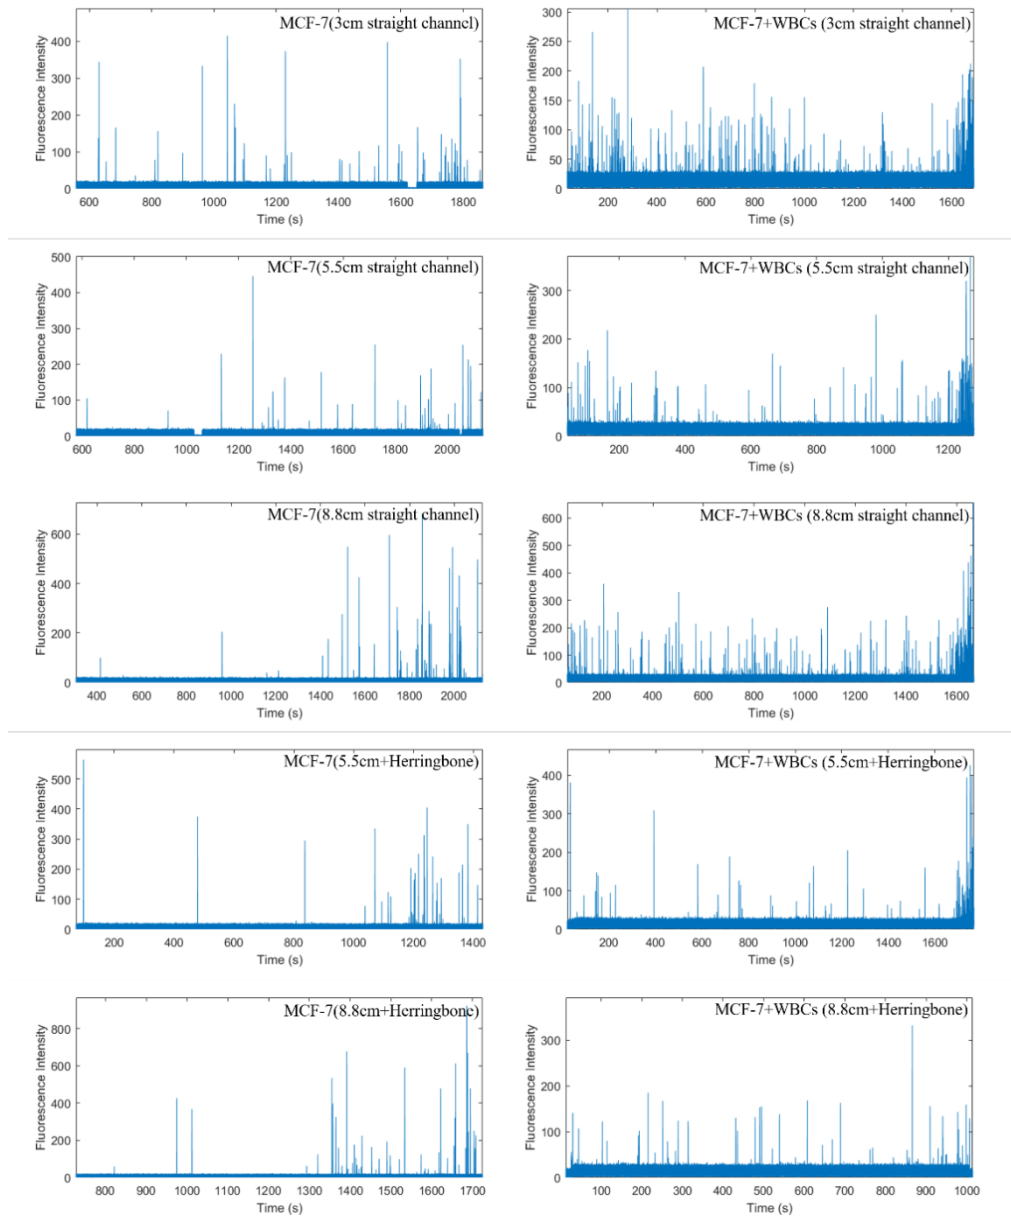 MCF-7(3cm straight channel)
400
300
200
100
0
Fluorescence Intensity
600 800 1000 1200 1400 1600 1800
Time (s)
MCF-7+WBCs (3cm straight channel)
300
250
200
150
100
50
0
Fluorescence Intensity
200 400 600 800 1000 1200 1400 1600
Time (s)
MCF-7(5.5cm straight channel)
500
400
300
200
100
0
Fluorescence Intensity
600 800 1000 1200 1400 1600 1800 2000
Time (s)
MCF-7+WBCs (5.5cm straight channel)
300
200
100
0
Fluorescence Intensity
200 400 600 800 1000 1200
Time (s)
MCF-7(8.8cm straight channel)
600
400
200
0
Fluorescence Intensity
400 600 800 1000 1200 1400 1600 1800 2000
Time (s)
MCF-7+WBCs (8.8cm straight channel)
600
500
400
300
200
100
0
Fluorescence Intensity
200 400 600 800 1000 1200 1400 1600
Time (s)
MCF-7(5.5cm+Herringbone)
500
400
300
200
100
0
Fluorescence Intensity
200 400 600 800 1000 1200 1400
Time (s)
MCF-7+WBCs (5.5cm+Herringbone)
400
300
200
100
0
Fluorescence Intensity
200 400 600 800 1000 1200 1400 1600
Time (s)
MCF-7(8.8cm+Herringbone)
800
600
400
200
0
Fluorescence Intensity
800 900 1000 1100 1200 1300 1400 1500 1600 1700
Time (s)
MCF-7+WBCs (8.8cm+Herringbone)
300
200
100
0
Fluorescence Intensity
100 200 300 400 500 600 700 800 900 1000
Time (s)